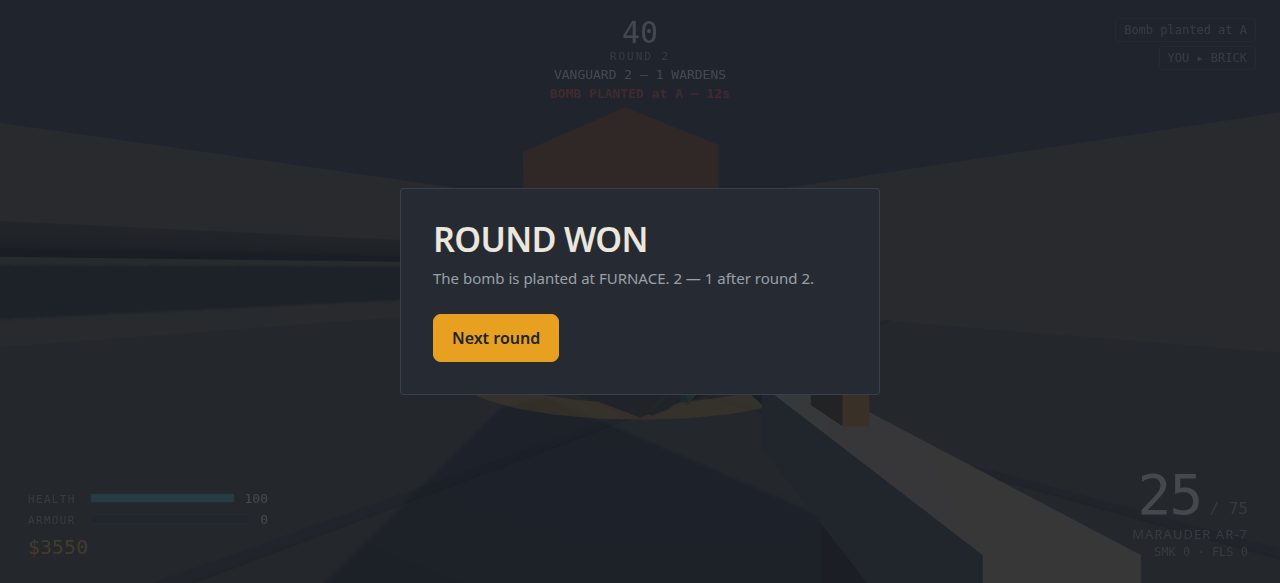 40
ROUND 2
VANGUARD 2 — 1 WARDENS
BOMB PLANTED at A — 12s
Bomb planted at A
YOU ▸ BRICK
ROUND WON
The bomb is planted at FURNACE. 2 — 1 after round 2.
Next round
HEALTH 100
ARMOUR 0
$3550
25 / 75
MARAUDER AR-7
SMK 0 · FLS 0